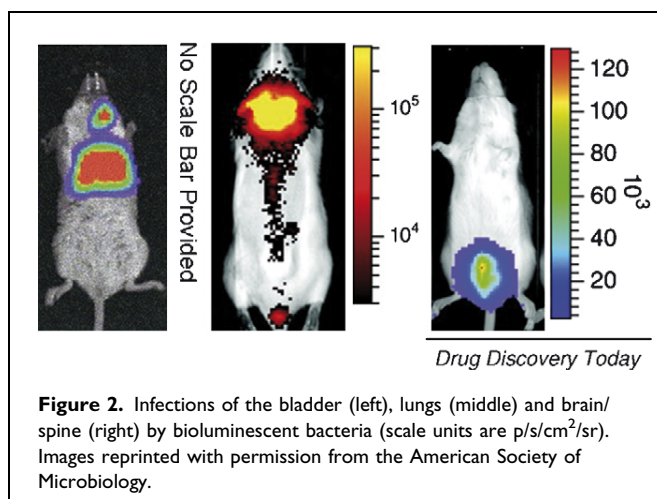 No Scale Bar Provided
10^5
10^4
120
100
80
60
40
20
10^3
Drug Discovery Today
Figure 2. Infections of the bladder (left), lungs (middle) and brain/
spine (right) by bioluminescent bacteria (scale units are p/s/cm^2/sr).
Images reprinted with permission from the American Society of
Microbiology.